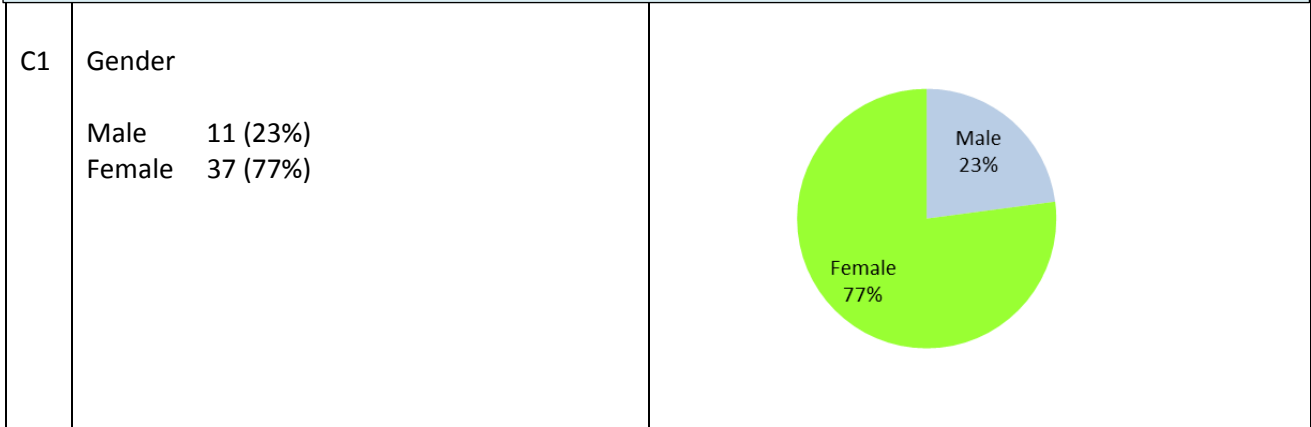 C1 Gender
Male 11 (23%)
Female 37 (77%)
Male
23%
Female
77%